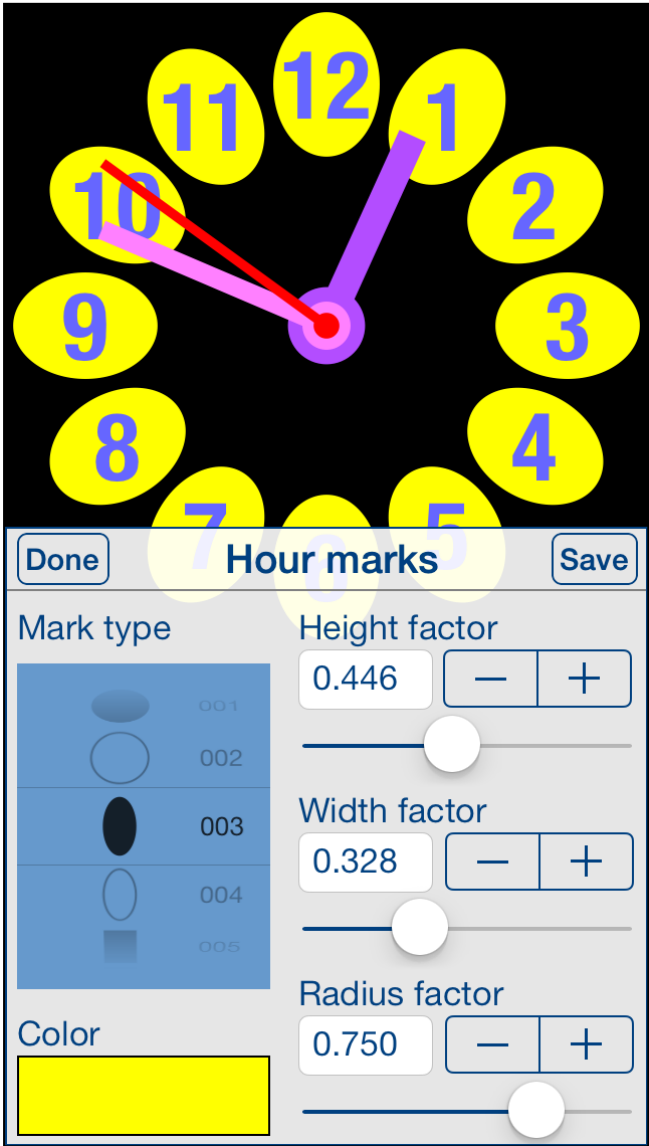 12
11
1
10
2
9
3
8
4
7
5
6
Done
Hour marks
Save
Mark type
Height factor
001
0.446
− +
002
003
Width factor
0.328
− +
004
005
Radius factor
Color
0.750
− +